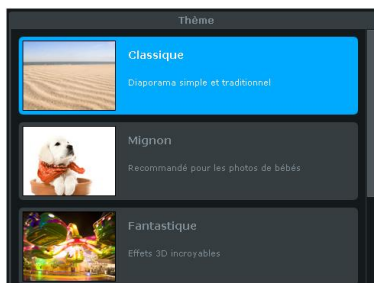 Thème
Classique
Diaporama simple et traditionnel
Mignon
Recommandé pour les photos de bébés
Fantastique
Effets 3D incroyables